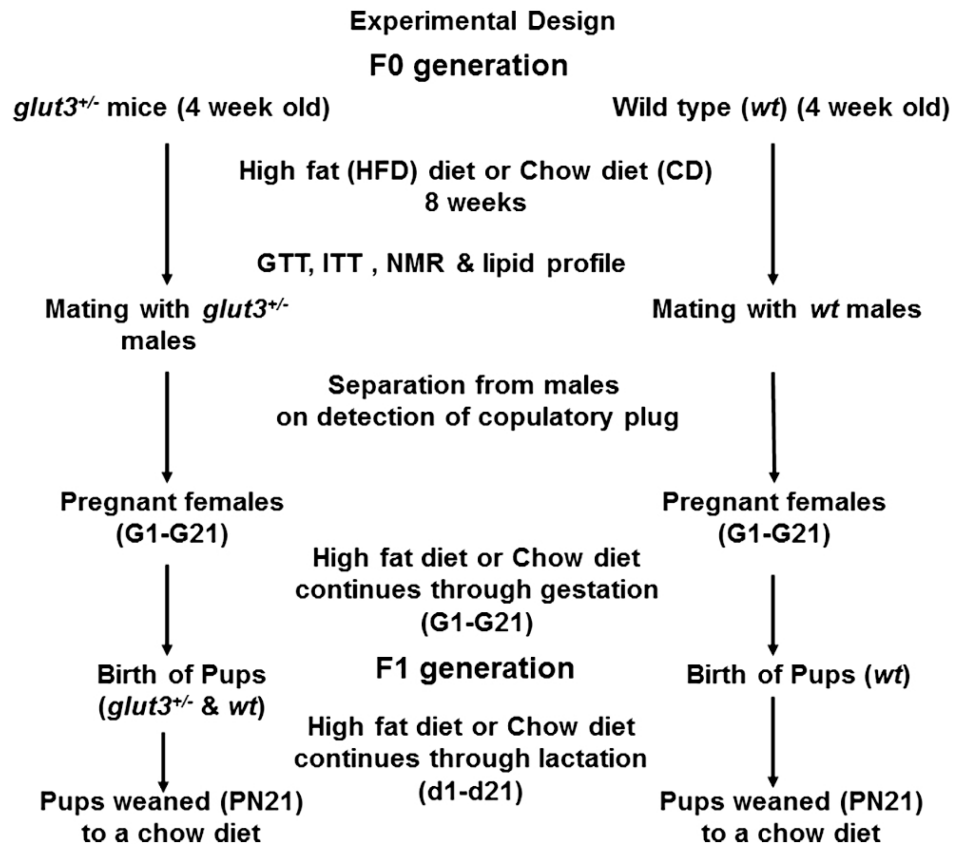 Experimental Design
F0 generation
glut3+/- mice (4 week old)
Wild type (wt) (4 week old)
High fat (HFD) diet or Chow diet (CD)
8 weeks
GTT, ITT , NMR & lipid profile
Mating with glut3+/-
males
Mating with wt males
Separation from males
on detection of copulatory plug
Pregnant females
(G1-G21)
Pregnant females
(G1-G21)
High fat diet or Chow diet
continues through gestation
(G1-G21)
F1 generation
Birth of Pups
(glut3+/- & wt)
Birth of Pups (wt)
High fat diet or Chow diet
continues through lactation
(d1-d21)
Pups weaned (PN21)
to a chow diet
Pups weaned (PN21)
to a chow diet